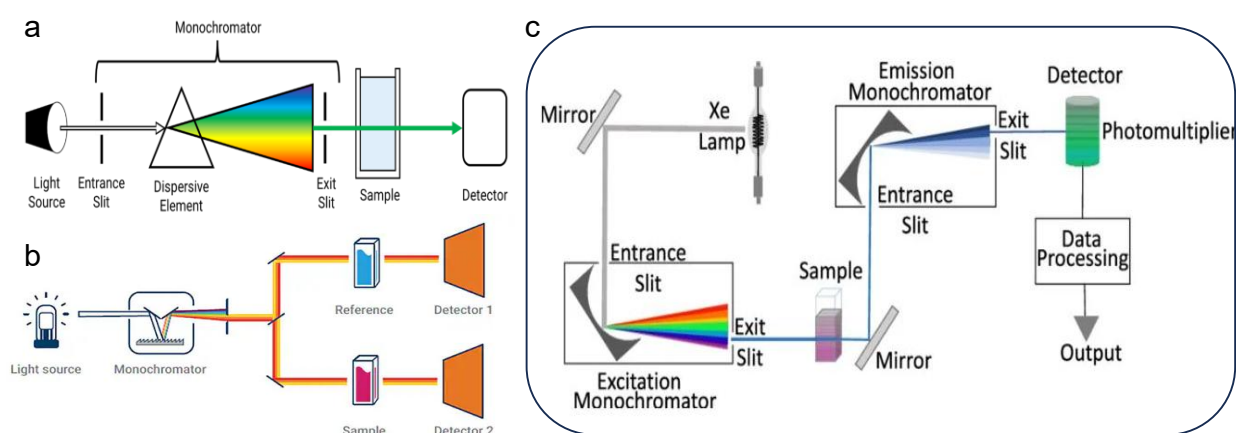 a
Monochromator
Light
Source
Entrance
Slit
Dispersive
Element
Exit
Slit
Sample
Detector
b
Light source
Monochromator
Reference
Detector 1
Sample
Detector 2
c
Mirror
Xe
Lamp
Entrance
Slit
Exit
Slit
Excitation
Monochromator
Sample
Mirror
Emission
Monochromator
Entrance
Slit
Exit
Slit
Detector
Photomultiplier
Data
Processing
Output